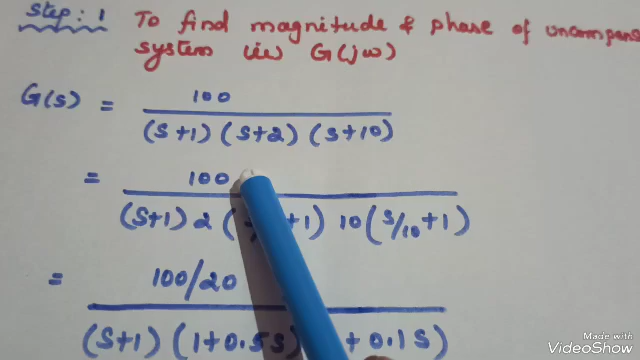 Step: 1 To find magnitude & phase of
system ie G(jω)
G(s) = 100
(S+1) (S+2) (S+10)
= 100
(S+1) 2 ( +1) 10 (S/10 +1)
= 100/20
(S+1) (1+0.5S) + 0.1S)
Made with
VideoShow